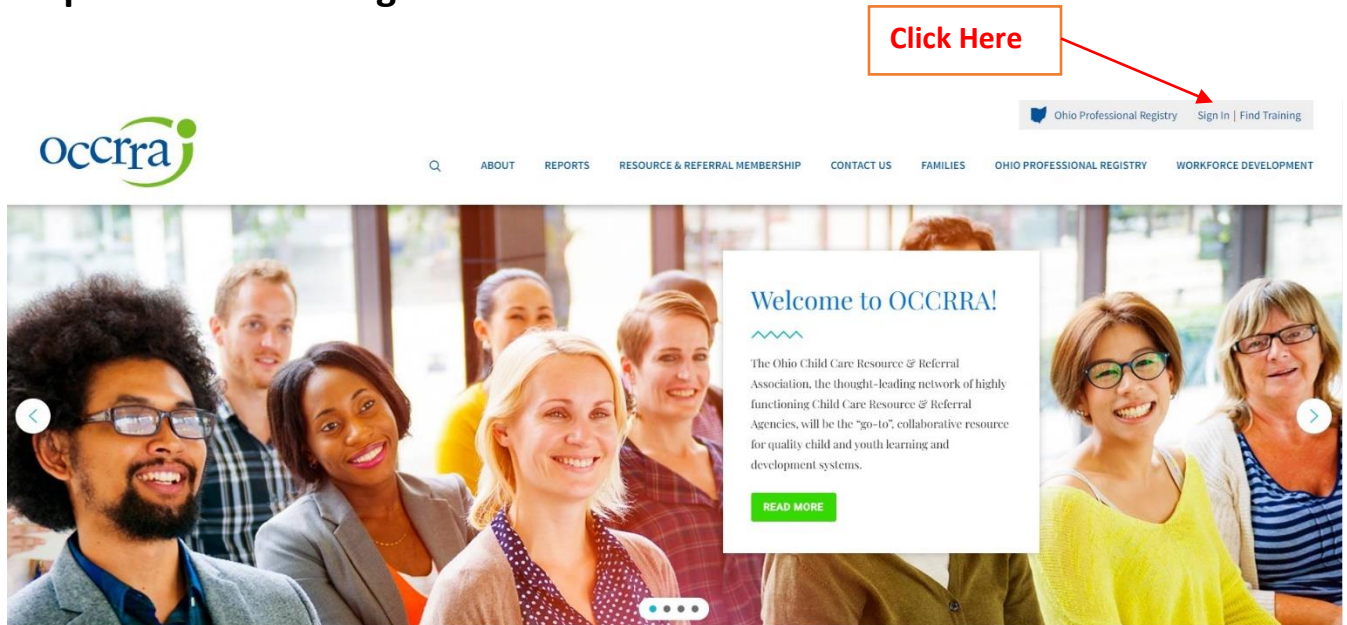 Click Here
Ohio Professional Registry Sign In | Find Training
occrra
ABOUT REPORTS RESOURCE & REFERRAL MEMBERSHIP CONTACT US FAMILIES OHIO PROFESSIONAL REGISTRY WORKFORCE DEVELOPMENT
Welcome to OCCRRA!
The Ohio Child Care Resource & Referral
Association, the thought-leading network of highly
functioning Child Care Resource & Referral
Agencies, will be the “go-to”, collaborative resource
for quality child and youth learning and
development systems.
READ MORE